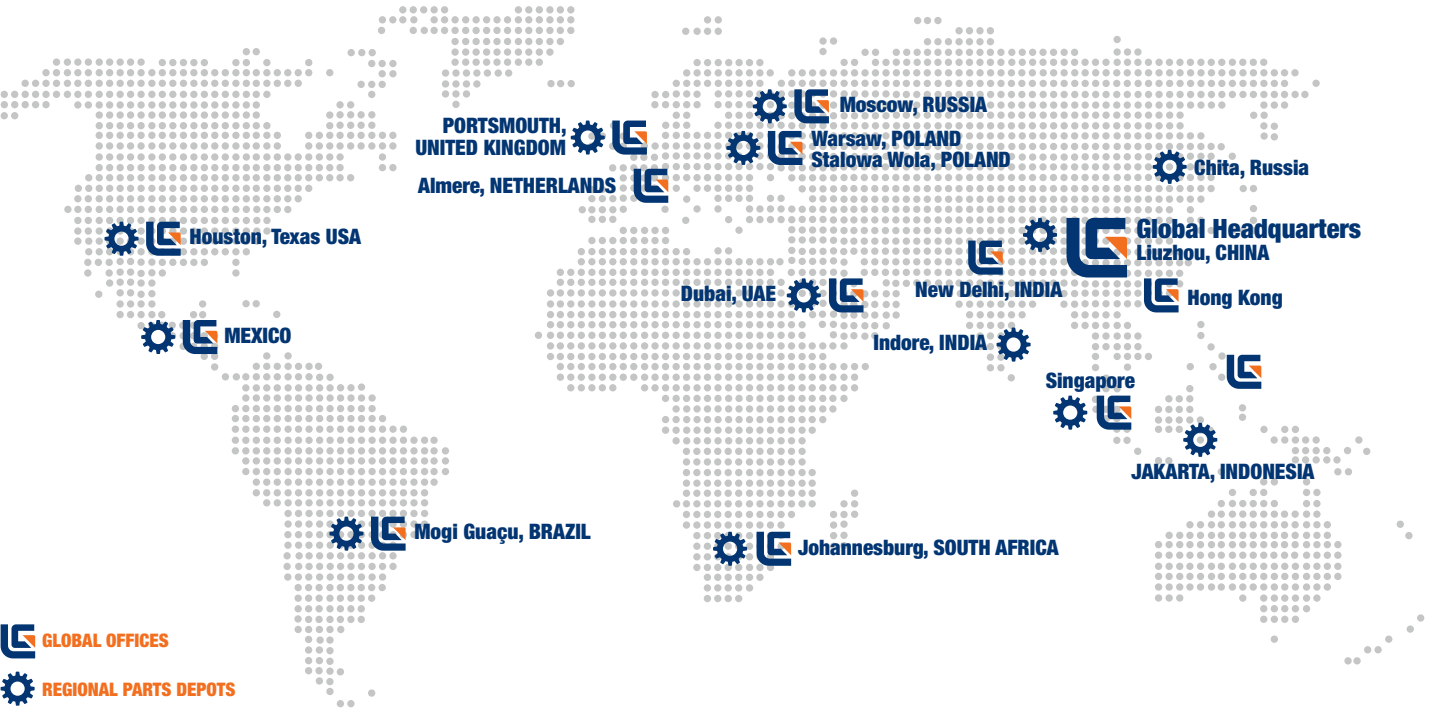 Moscow, RUSSIA
PORTSMOUTH,
UNITED KINGDOM
Warsaw, POLAND
Stalowa Wola, POLAND
Chita, Russia
Almere, NETHERLANDS
Houston, Texas USA
Global Headquarters
Liuzhou, CHINA
New Delhi, INDIA
Dubai, UAE
Hong Kong
MEXICO
Indore, INDIA
Singapore
JAKARTA, INDONESIA
Mogi Guaçu, BRAZIL
Johannesburg, SOUTH AFRICA
GLOBAL OFFICES
REGIONAL PARTS DEPOTS